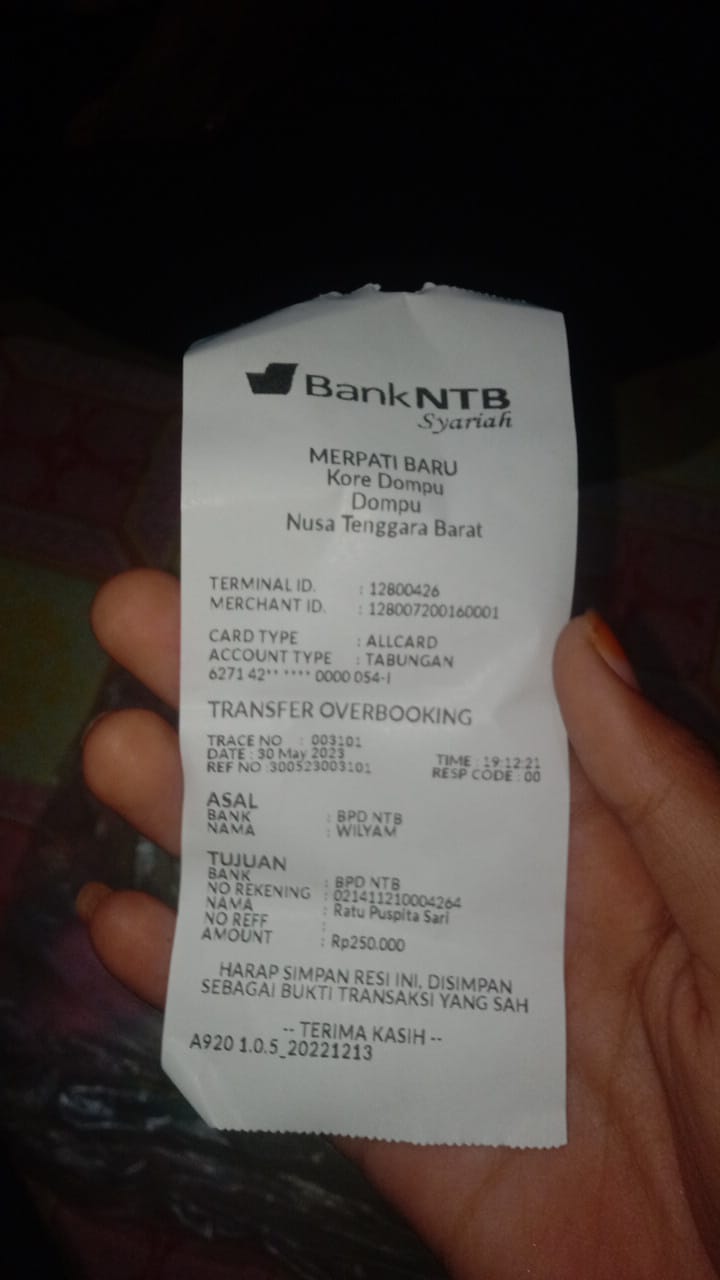 BankNTB
Syariah
MERPATI BARU
Kore Dompu
Dompu
Nusa Tenggara Barat
TERMINAL ID. : 12800426
MERCHANT ID. : 128007200160001
CARD TYPE : ALLCARD
ACCOUNT TYPE : TABUNGAN
6271 42** **** 0000 054-I
TRANSFER OVERBOOKING
TRACE NO : 003101
DATE : 30 May 2023 TIME : 19:12:21
REF NO :300523003101 RESP CODE : 00
ASAL
BANK : BPD NTB
NAMA : WILYAM
TUJUAN
BANK : BPD NTB
NO REKENING : 021411210004264
NAMA : Ratu Puspita Sari
NO REFF :
AMOUNT : Rp250.000
HARAP SIMPAN RESI INI, DISIMPAN
SEBAGAI BUKTI TRANSAKSI YANG SAH
-- TERIMA KASIH --
A920 1.0.5_20221213